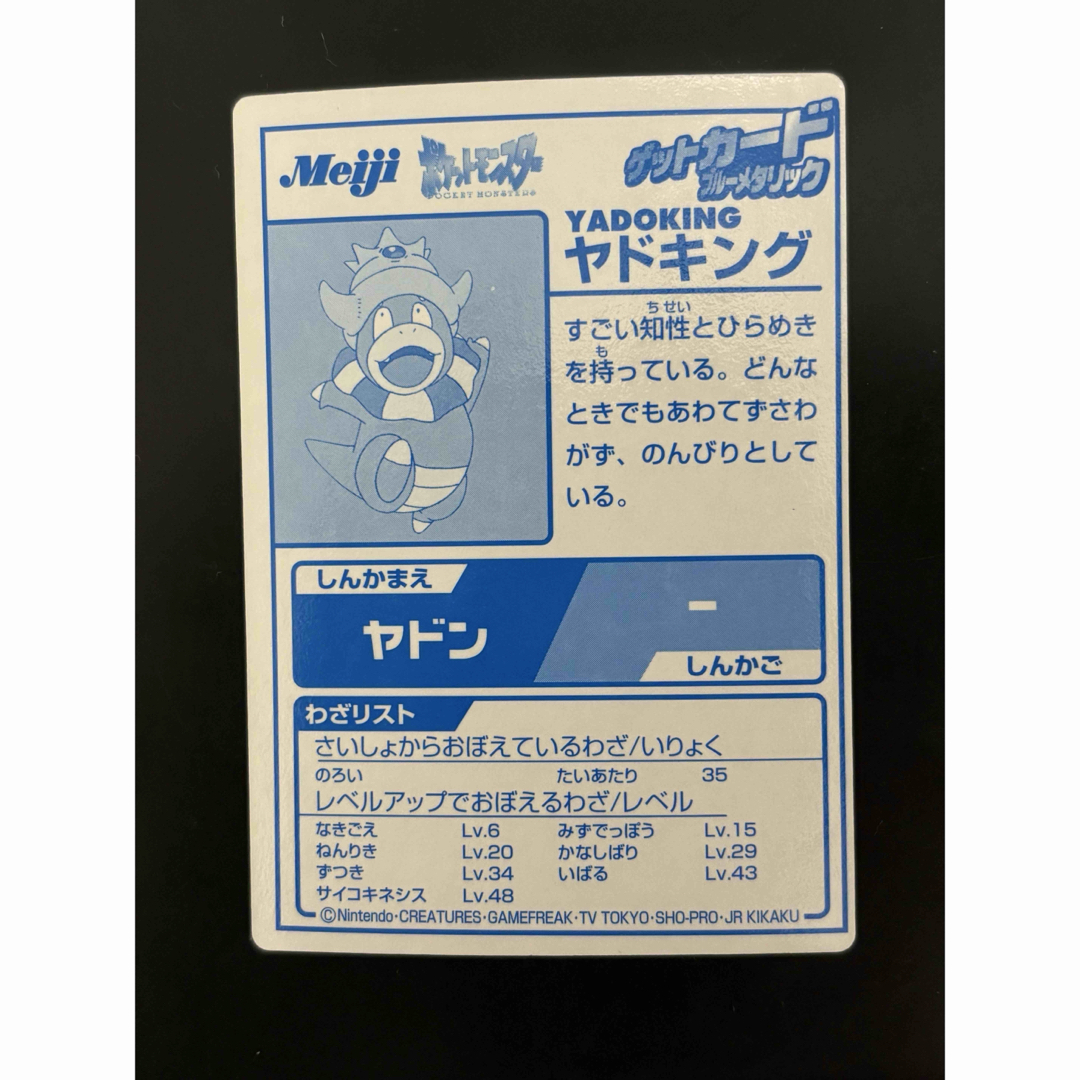 Meiji
ポケットモンスター
POCKET MONSTERS
ゲットカード
ブルーメタリック
YADOKING
ヤドキング
ちせい
すごい知性とひらめき
も
を持っている。どんな
ときでもあわてずさわ
がず、のんびりとして
いる。
しんかまえ
ヤドン
ー
しんかご
わざリスト
さいしょからおぼえているわざ/いりょく
のろい たいあたり 35
レベルアップでおぼえるわざ/レベル
なきごえ Lv.6 みずでっぽう Lv.15
ねんりき Lv.20 かなしばり Lv.29
ずつき Lv.34 いばる Lv.43
サイコキネシス Lv.48
©Nintendo・CREATURES・GAMEFREAK・TV TOKYO・SHO-PRO・JR KIKAKU